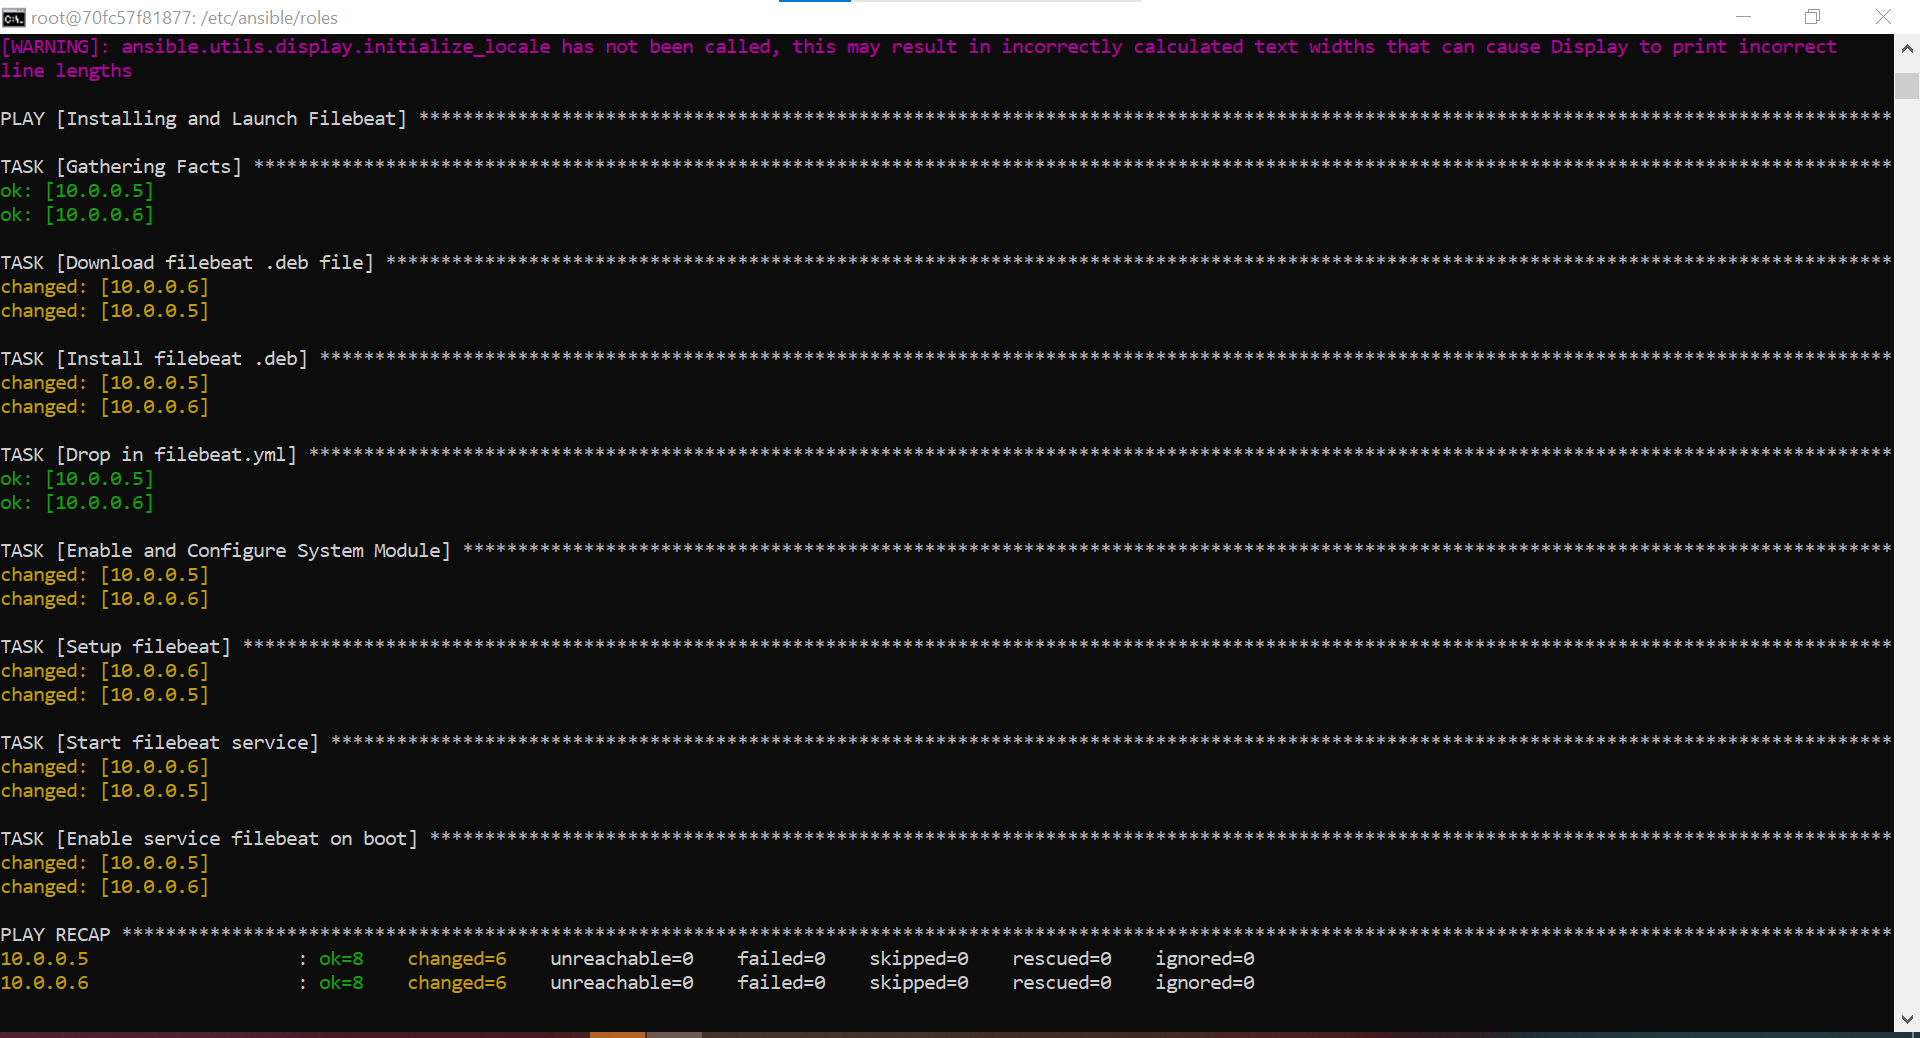 root@70fc57f81877: /etc/ansible/roles
[WARNING]: ansible.utils.display.initialize_locale has not been called, this may result in incorrectly calculated text widths that can cause Display to print incorrect
line lengths
PLAY [Installing and Launch Filebeat] **************************************************************************************************************************************
TASK [Gathering Facts] *****************************************************************************************************************************************************
ok: [10.0.0.5]
ok: [10.0.0.6]
TASK [Download filebeat .deb file] *****************************************************************************************************************************************
changed: [10.0.0.6]
changed: [10.0.0.5]
TASK [Install filebeat .deb] ***********************************************************************************************************************************************
changed: [10.0.0.5]
changed: [10.0.0.6]
TASK [Drop in filebeat.yml] ************************************************************************************************************************************************
ok: [10.0.0.5]
ok: [10.0.0.6]
TASK [Enable and Configure System Module] **********************************************************************************************************************************
changed: [10.0.0.5]
changed: [10.0.0.6]
TASK [Setup filebeat] ******************************************************************************************************************************************************
changed: [10.0.0.6]
changed: [10.0.0.5]
TASK [Start filebeat service] **********************************************************************************************************************************************
changed: [10.0.0.6]
changed: [10.0.0.5]
TASK [Enable service filebeat on boot] *************************************************************************************************************************************
changed: [10.0.0.5]
changed: [10.0.0.6]
PLAY RECAP *****************************************************************************************************************************************************************
10.0.0.5                   : ok=8    changed=6    unreachable=0    failed=0    skipped=0    rescued=0    ignored=0
10.0.0.6                   : ok=8    changed=6    unreachable=0    failed=0    skipped=0    rescued=0    ignored=0